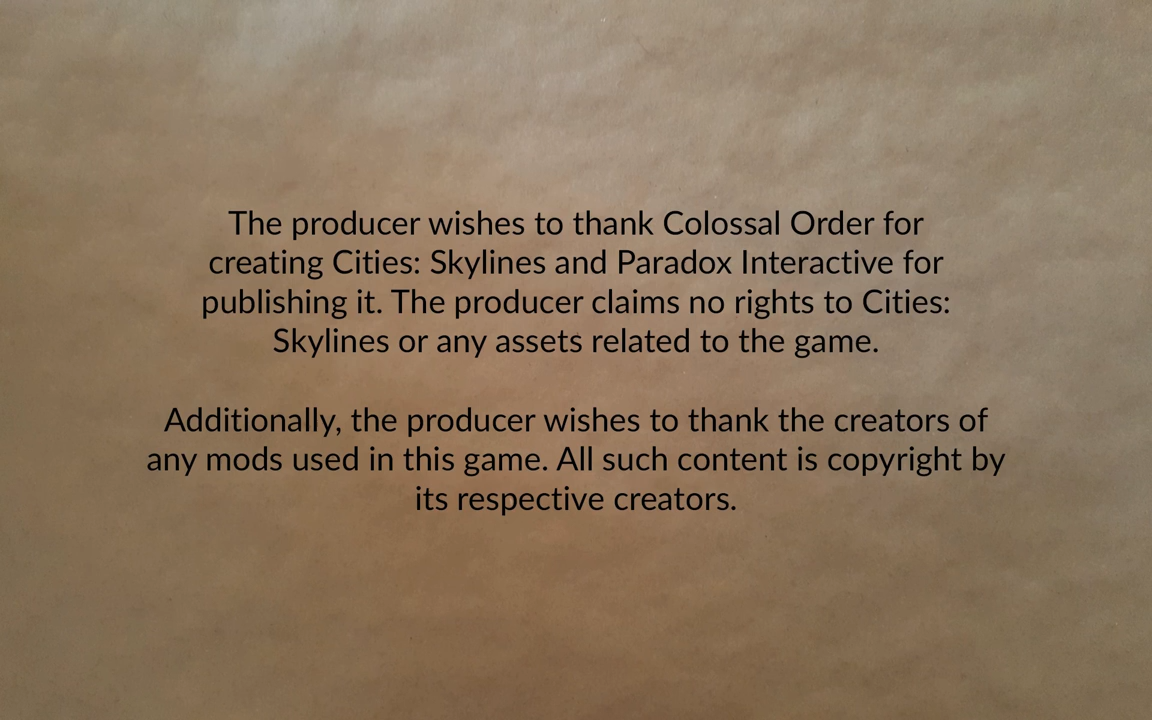 The producer wishes to thank Colossal Order for
creating Cities: Skylines and Paradox Interactive for
publishing it. The producer claims no rights to Cities:
Skylines or any assets related to the game.
Additionally, the producer wishes to thank the creators of
any mods used in this game. All such content is copyright by
its respective creators.